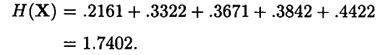 H(X) = .2161 + .3322 + .3671 + .3842 + .4422
= 1.7402.